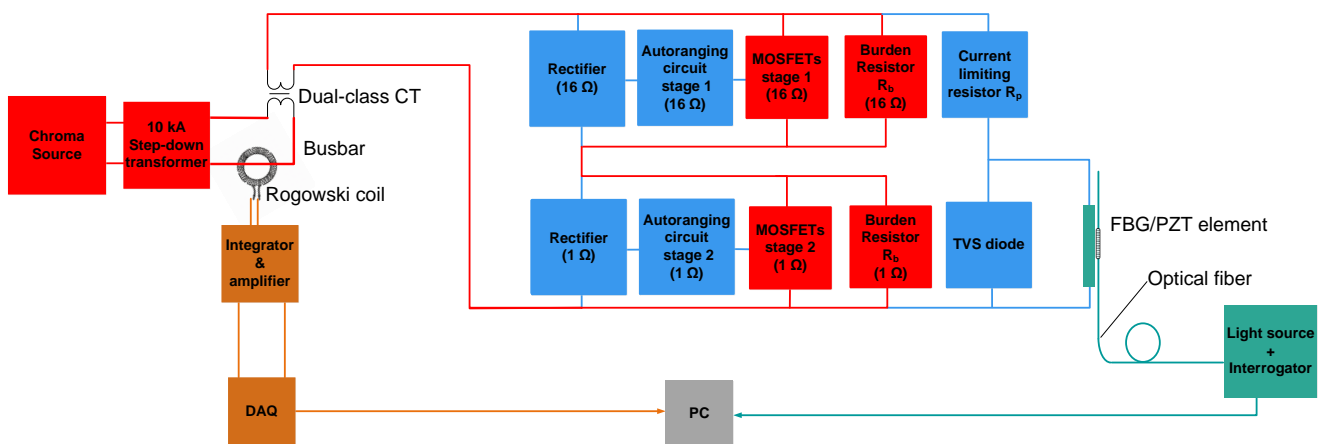 Chroma
Source
10 kA
Step-down
transformer
Dual-class CT
Busbar
Rogowski coil
Integrator
&
amplifier
DAQ
Rectifier
(16 Ω)
Autoranging
circuit
stage 1
(16 Ω)
MOSFETs
stage 1
(16 Ω)
Burden
Resistor
Rb
(16 Ω)
Current
limiting
resistor Rp
Rectifier
(1 Ω)
Autoranging
circuit
stage 2
(1 Ω)
MOSFETs
stage 2
(1 Ω)
Burden
Resistor
Rb
(1 Ω)
TVS diode
FBG/PZT element
Optical fiber
Light source
+
Interrogator
PC